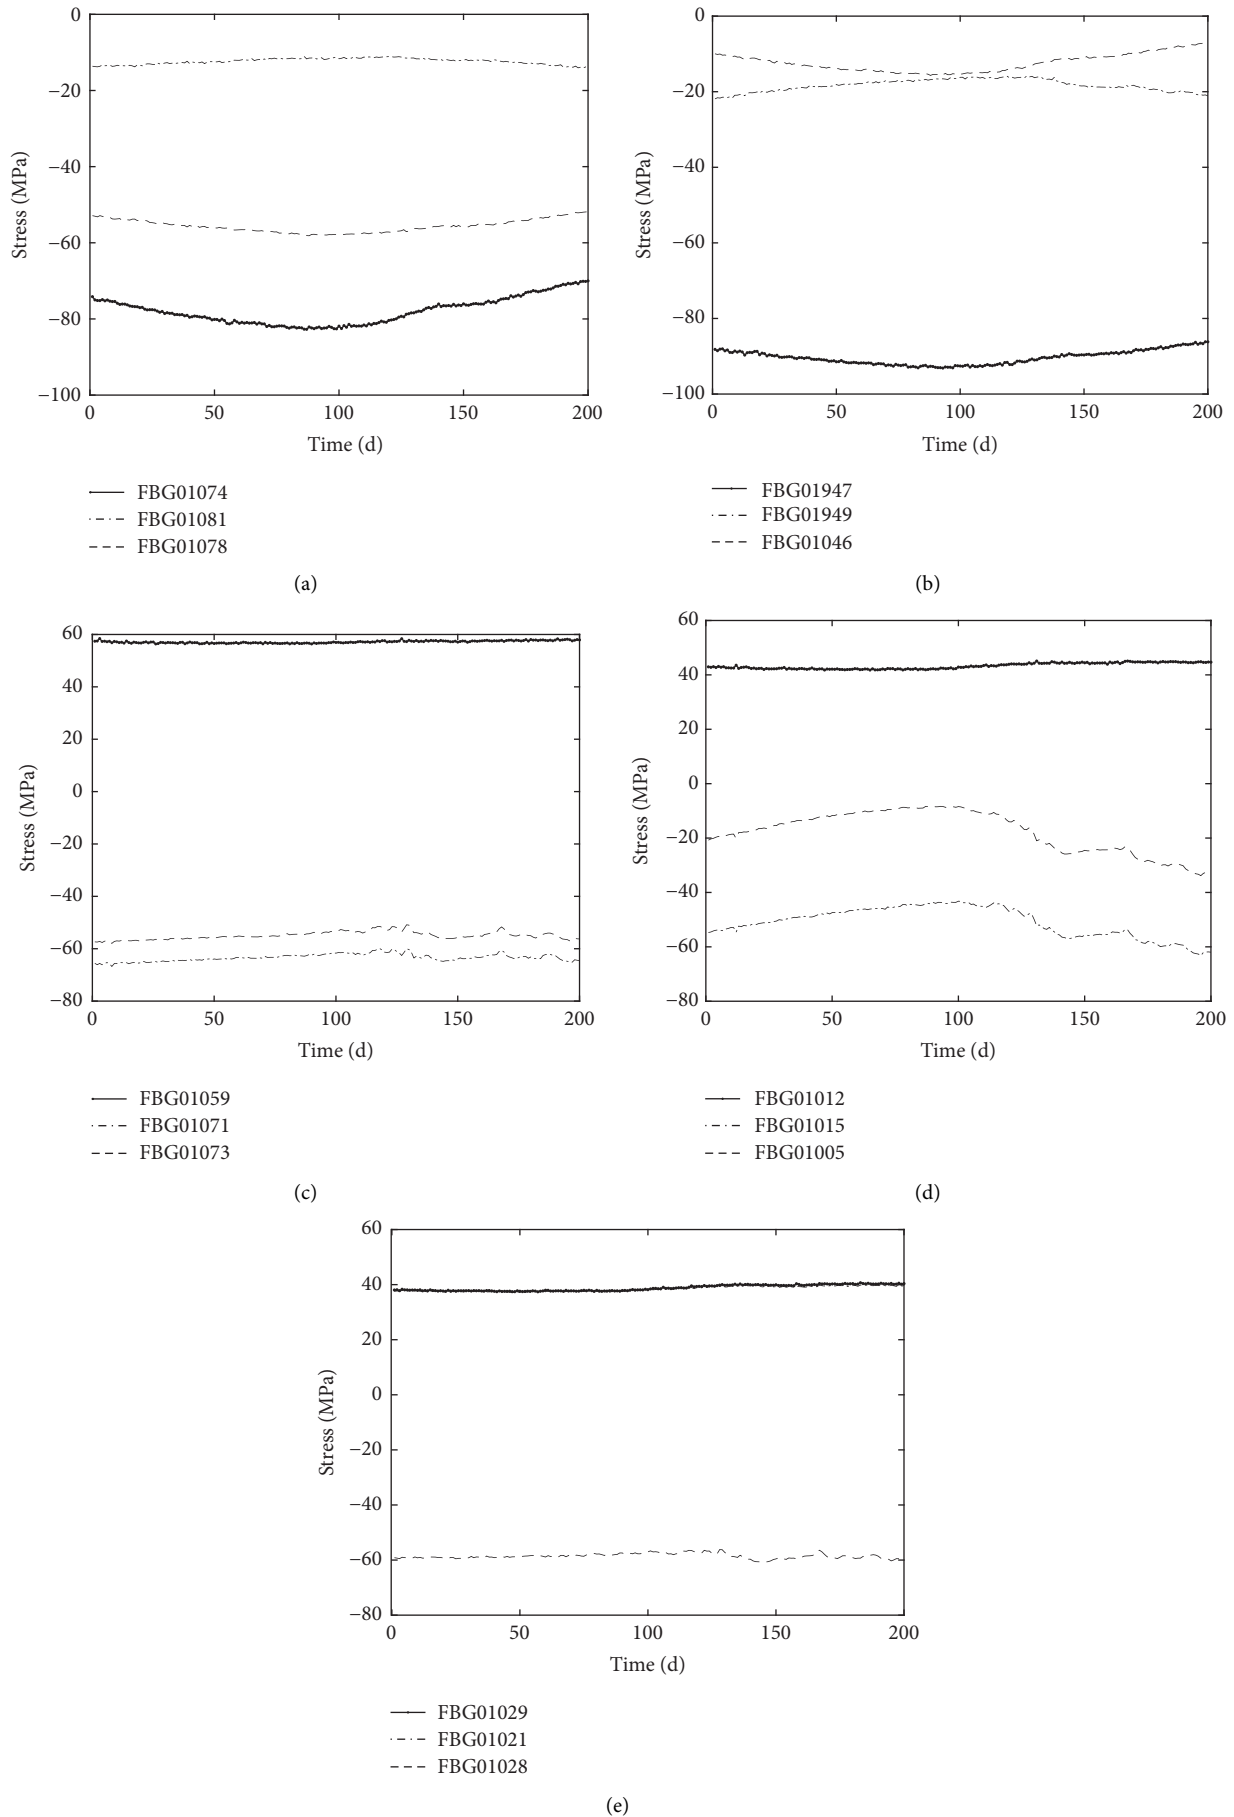 0
−20
−40
−60
−80
−100
Stress (MPa)
0 50 100 150 200
Time (d)
FBG01074
FBG01081
FBG01078
(a)
0
−20
−40
−60
−80
−100
Stress (MPa)
0 50 100 150 200
Time (d)
FBG01947
FBG01949
FBG01046
(b)
60
40
20
0
−20
−40
−60
−80
Stress (MPa)
0 50 100 150 200
Time (d)
FBG01059
FBG01071
FBG01073
(c)
60
40
20
0
−20
−40
−60
−80
Stress (MPa)
0 50 100 150 200
Time (d)
FBG01012
FBG01015
FBG01005
(d)
60
40
20
0
−20
−40
−60
−80
Stress (MPa)
0 50 100 150 200
Time (d)
FBG01029
FBG01021
FBG01028
(e)